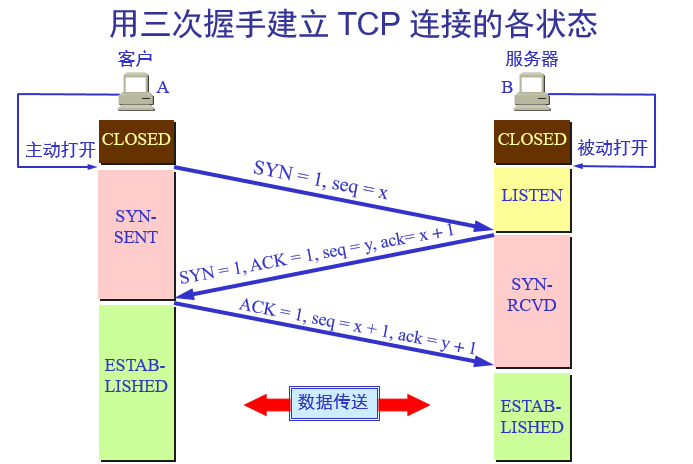 用三次握手建立 TCP 连接的各状态
客户
服务器
A
B
CLOSED
CLOSED
主动打开
被动打开
SYN = 1, seq = x
LISTEN
SYN-
SENT
SYN = 1, ACK = 1, seq = y, ack= x + 1
SYN-
RCVD
ACK = 1, seq = x + 1, ack = y + 1
ESTAB-
LISHED
数据传送
ESTAB-
LISHED